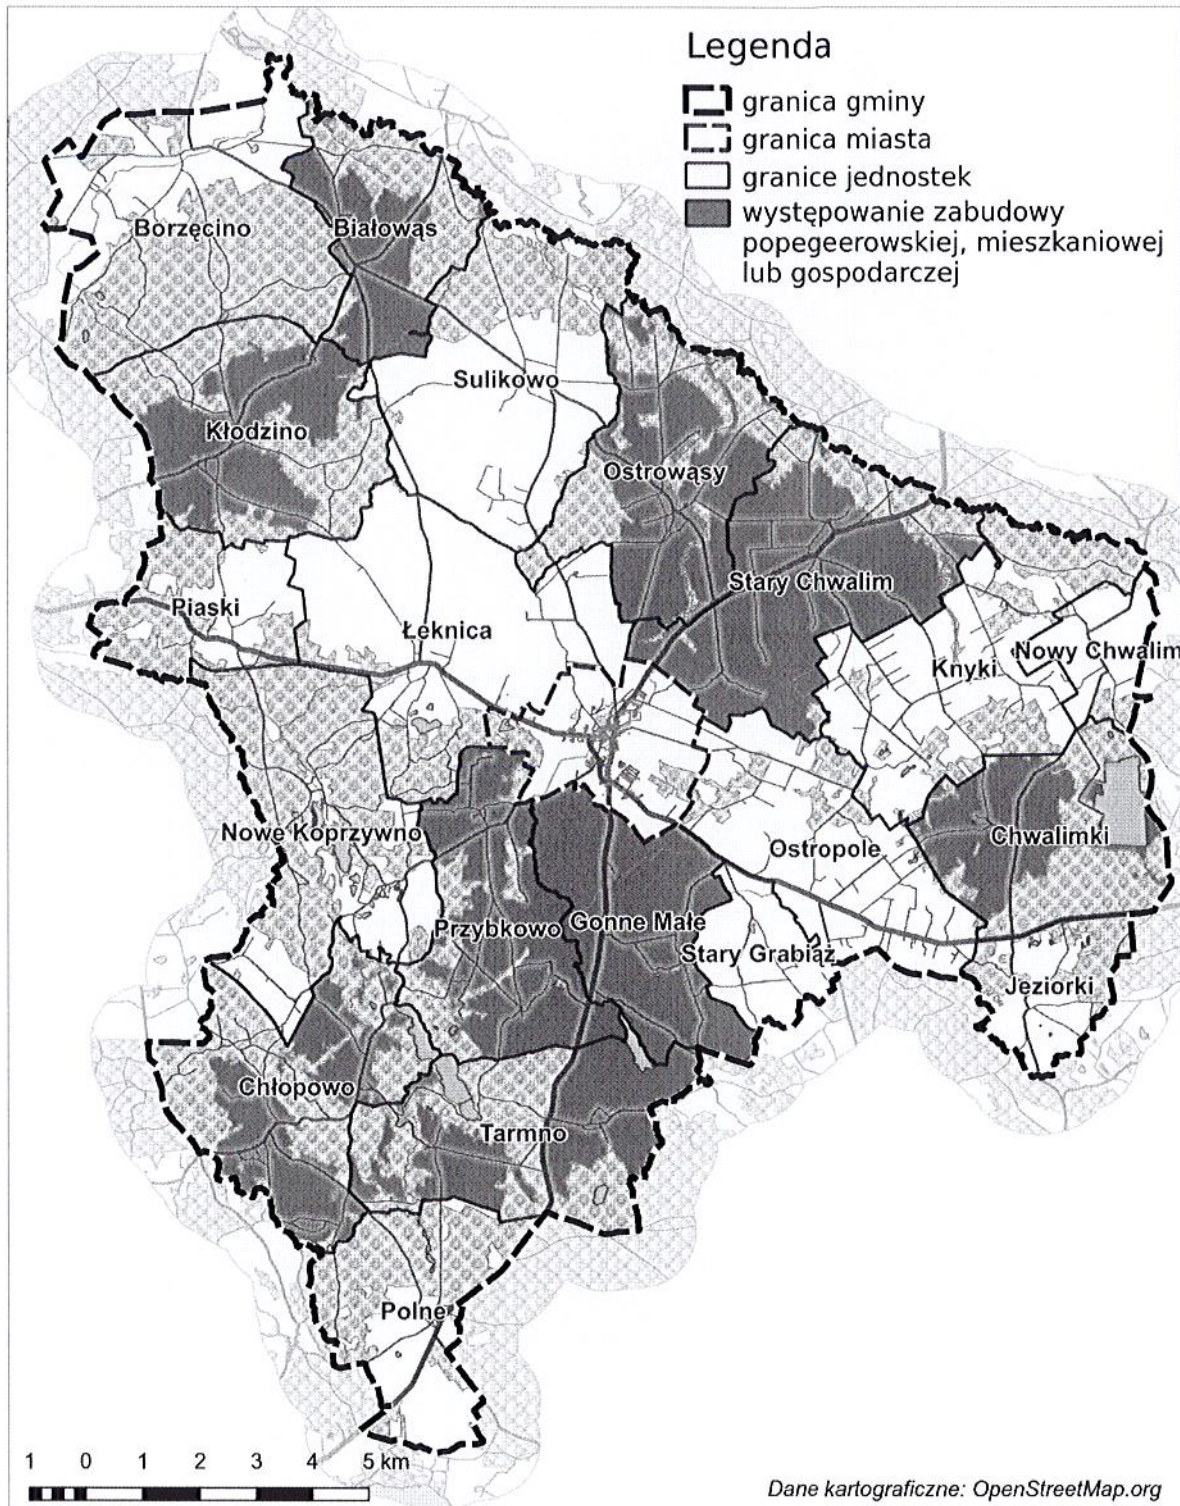 Legenda
granica gminy
granica miasta
granice jednostek
występowanie zabudowy
popegeerowskiej, mieszkaniowej
lub gospodarczej
Borzęcino
Białowąs
Sulikowo
Kłodzino
Ostrowąsy
Stary Chwalim
Piaski
Łeknica
Knyki
Nowy Chwalim
Nowe Koprzywno
Ostropole
Chwalimki
Przybkowo
Gonne Małe
Stary Grabiąż
Jeziorki
Chłopowo
Tarmno
Polne
1 0 1 2 3 4 5 km
Dane kartograficzne: OpenStreetMap.org